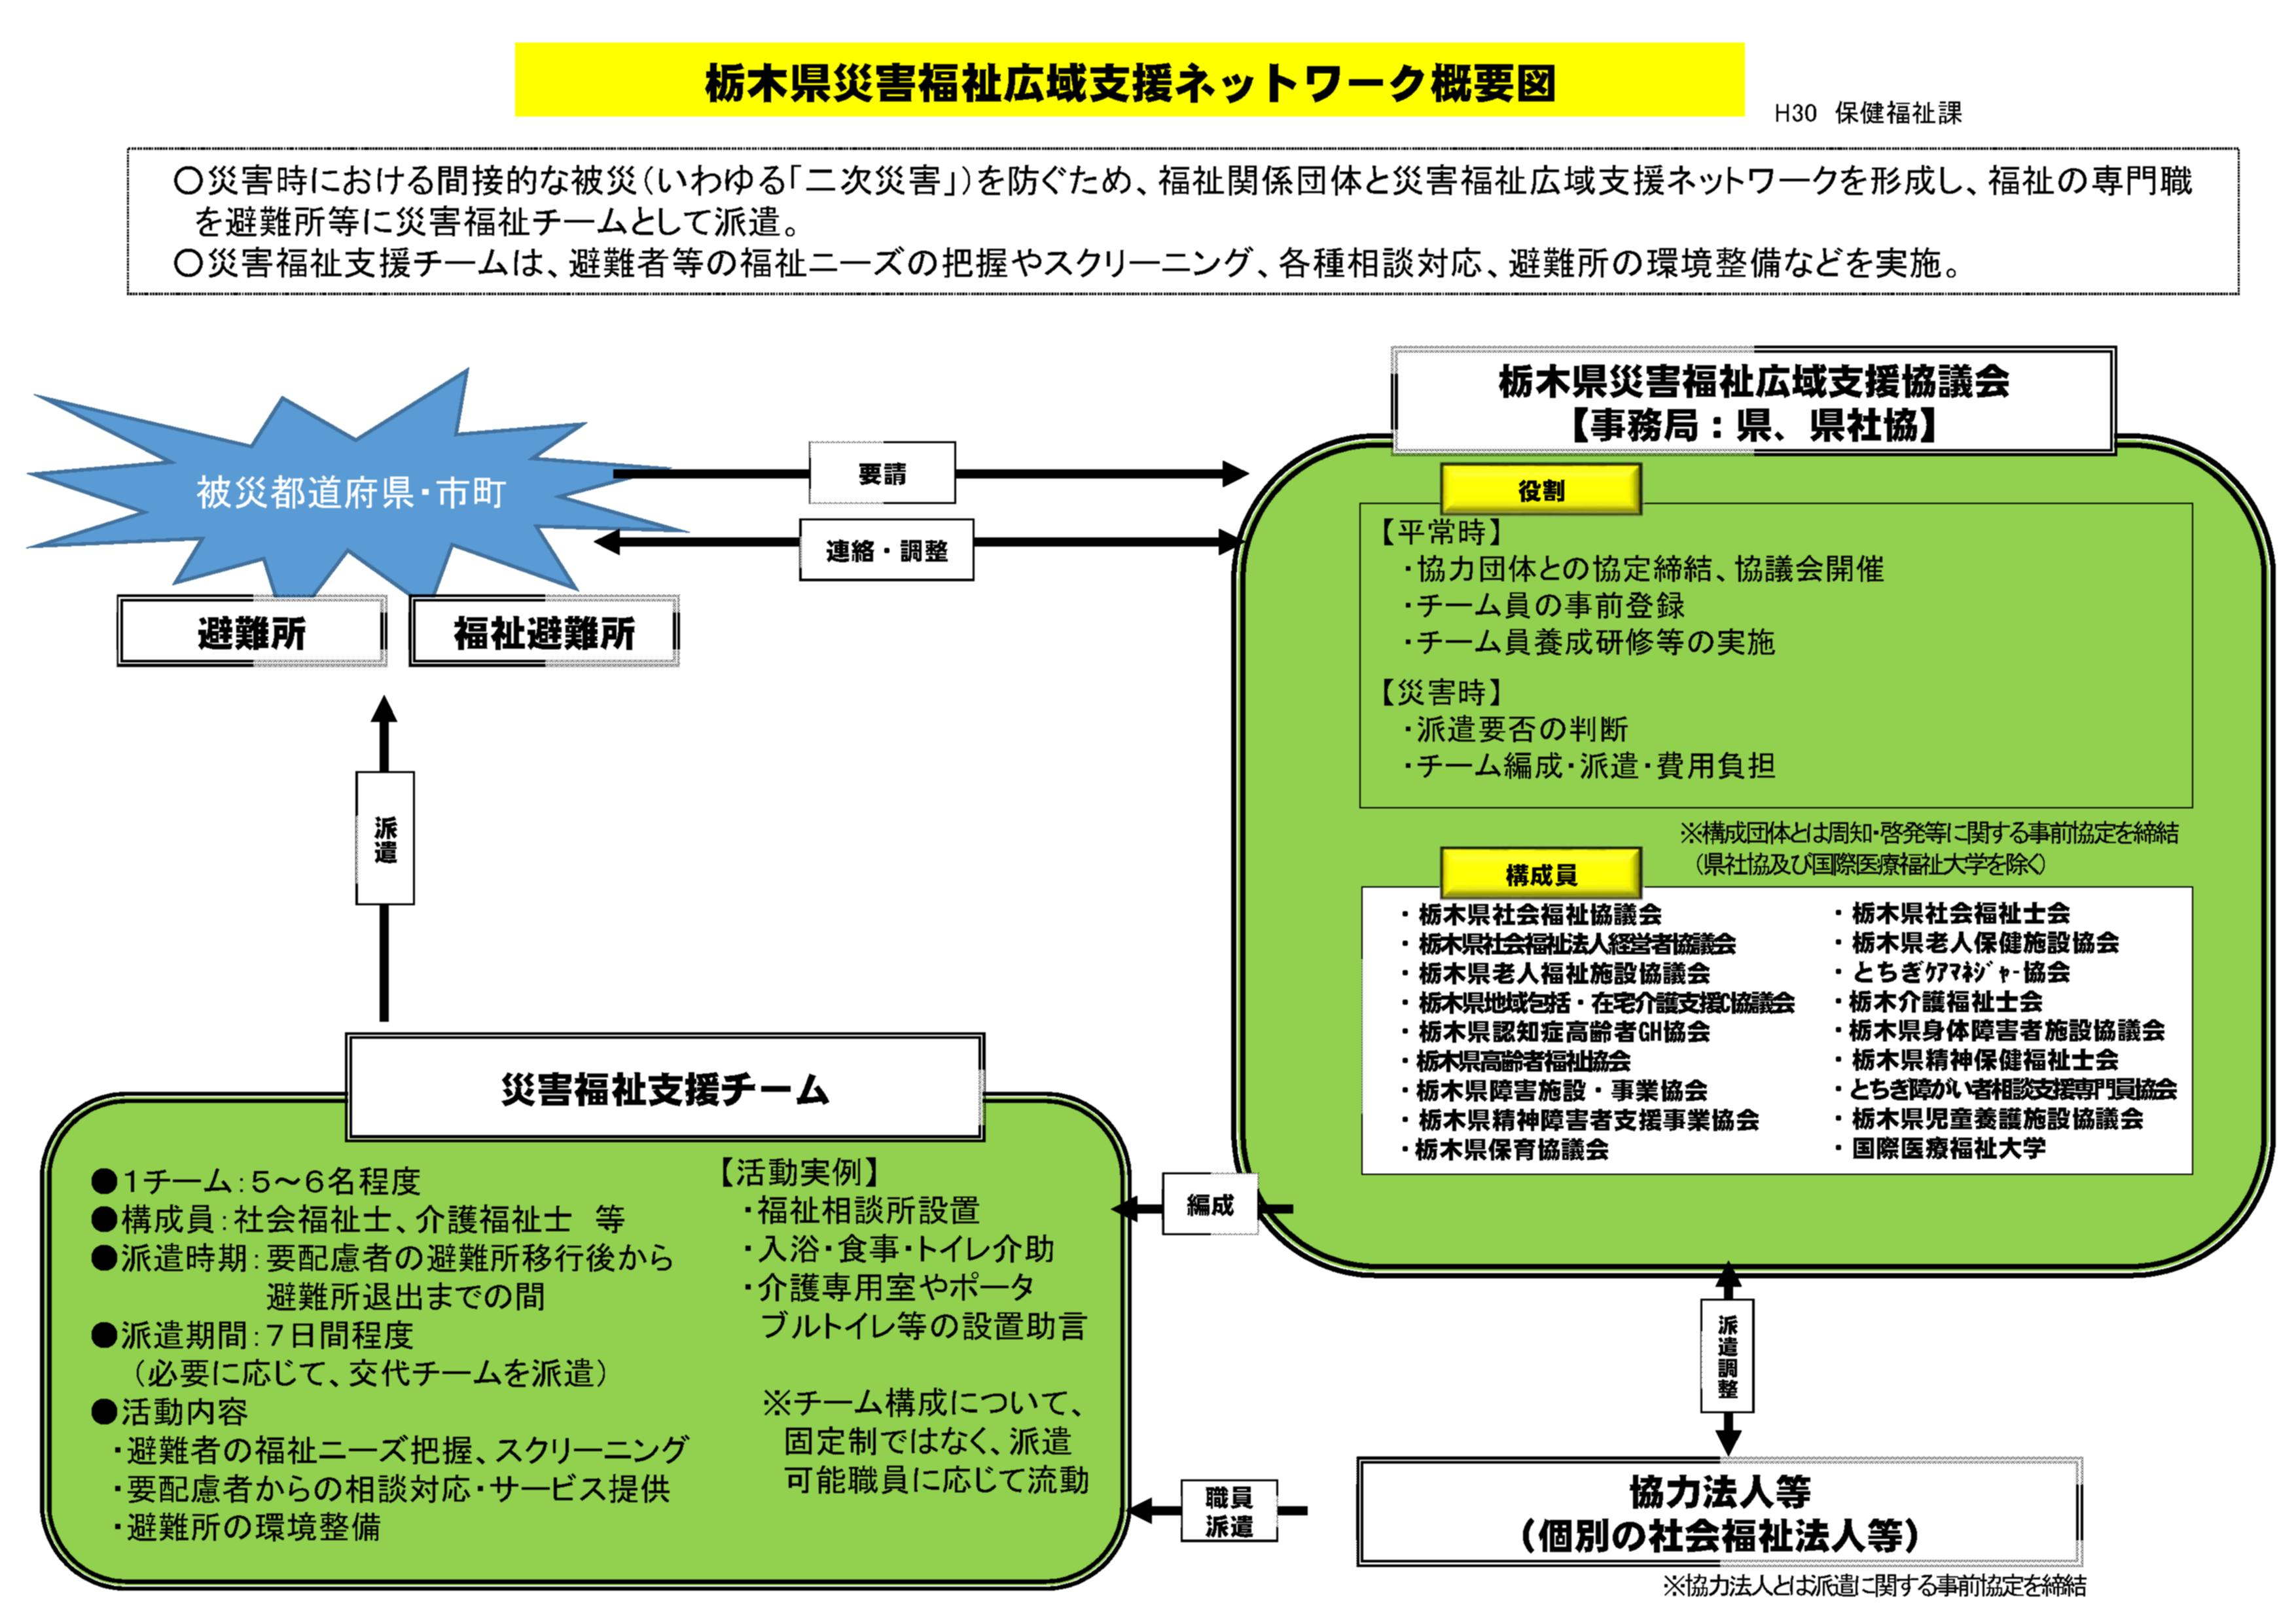 栃木県災害福祉広域支援ネットワーク概要図
H30　保健福祉課
○災害時における間接的な被災（いわゆる「二次災害」）を防ぐため、福祉関係団体と災害福祉広域支援ネットワークを形成し、福祉の専門職
を避難所等に災害福祉チームとして派遣。
○災害福祉支援チームは、避難者等の福祉ニーズの把握やスクリーニング、各種相談対応、避難所の環境整備などを実施。
被災都道府県・市町
避難所
福祉避難所
要請
連絡・調整
派遣
栃木県災害福祉広域支援協議会
【事務局：県、県社協】
役割
【平常時】
・協力団体との協定締結、協議会開催
・チーム員の事前登録
・チーム員養成研修等の実施
【災害時】
・派遣要否の判断
・チーム編成・派遣・費用負担
※構成団体とは周知・啓発等に関する事前協定を締結
（県社協及び国際医療福祉大学を除く）
構成員
・栃木県社会福祉協議会
・栃木県社会福祉法人経営者協議会
・栃木県老人福祉施設協議会
・栃木県地域包括・在宅介護支援C協議会
・栃木県認知症高齢者GH協会
・栃木県高齢者福祉協会
・栃木県障害施設・事業協会
・栃木県精神障害者支援事業協会
・栃木県保育協議会
・栃木県社会福祉士会
・栃木県老人保健施設協会
・とちぎｹｱﾏﾈｼﾞｬｰ協会
・栃木介護福祉士会
・栃木県身体障害者施設協議会
・栃木県精神保健福祉士会
・とちぎ障がい者相談支援専門員協会
・栃木県児童養護施設協議会
・国際医療福祉大学
災害福祉支援チーム
●１チーム：５～６名程度
●構成員：社会福祉士、介護福祉士　等
●派遣時期：要配慮者の避難所移行後から
避難所退出までの間
●派遣期間：７日間程度
（必要に応じて、交代チームを派遣）
●活動内容
・避難者の福祉ニーズ把握、スクリーニング
・要配慮者からの相談対応・サービス提供
・避難所の環境整備
【活動実例】
・福祉相談所設置
・入浴・食事・トイレ介助
・介護専用室やポータ
ブルトイレ等の設置助言
※チーム構成について、
固定制ではなく、派遣
可能職員に応じて流動
編成
派遣調整
職員
派遣
協力法人等
（個別の社会福祉法人等）
※協力法人とは派遣に関する事前協定を締結